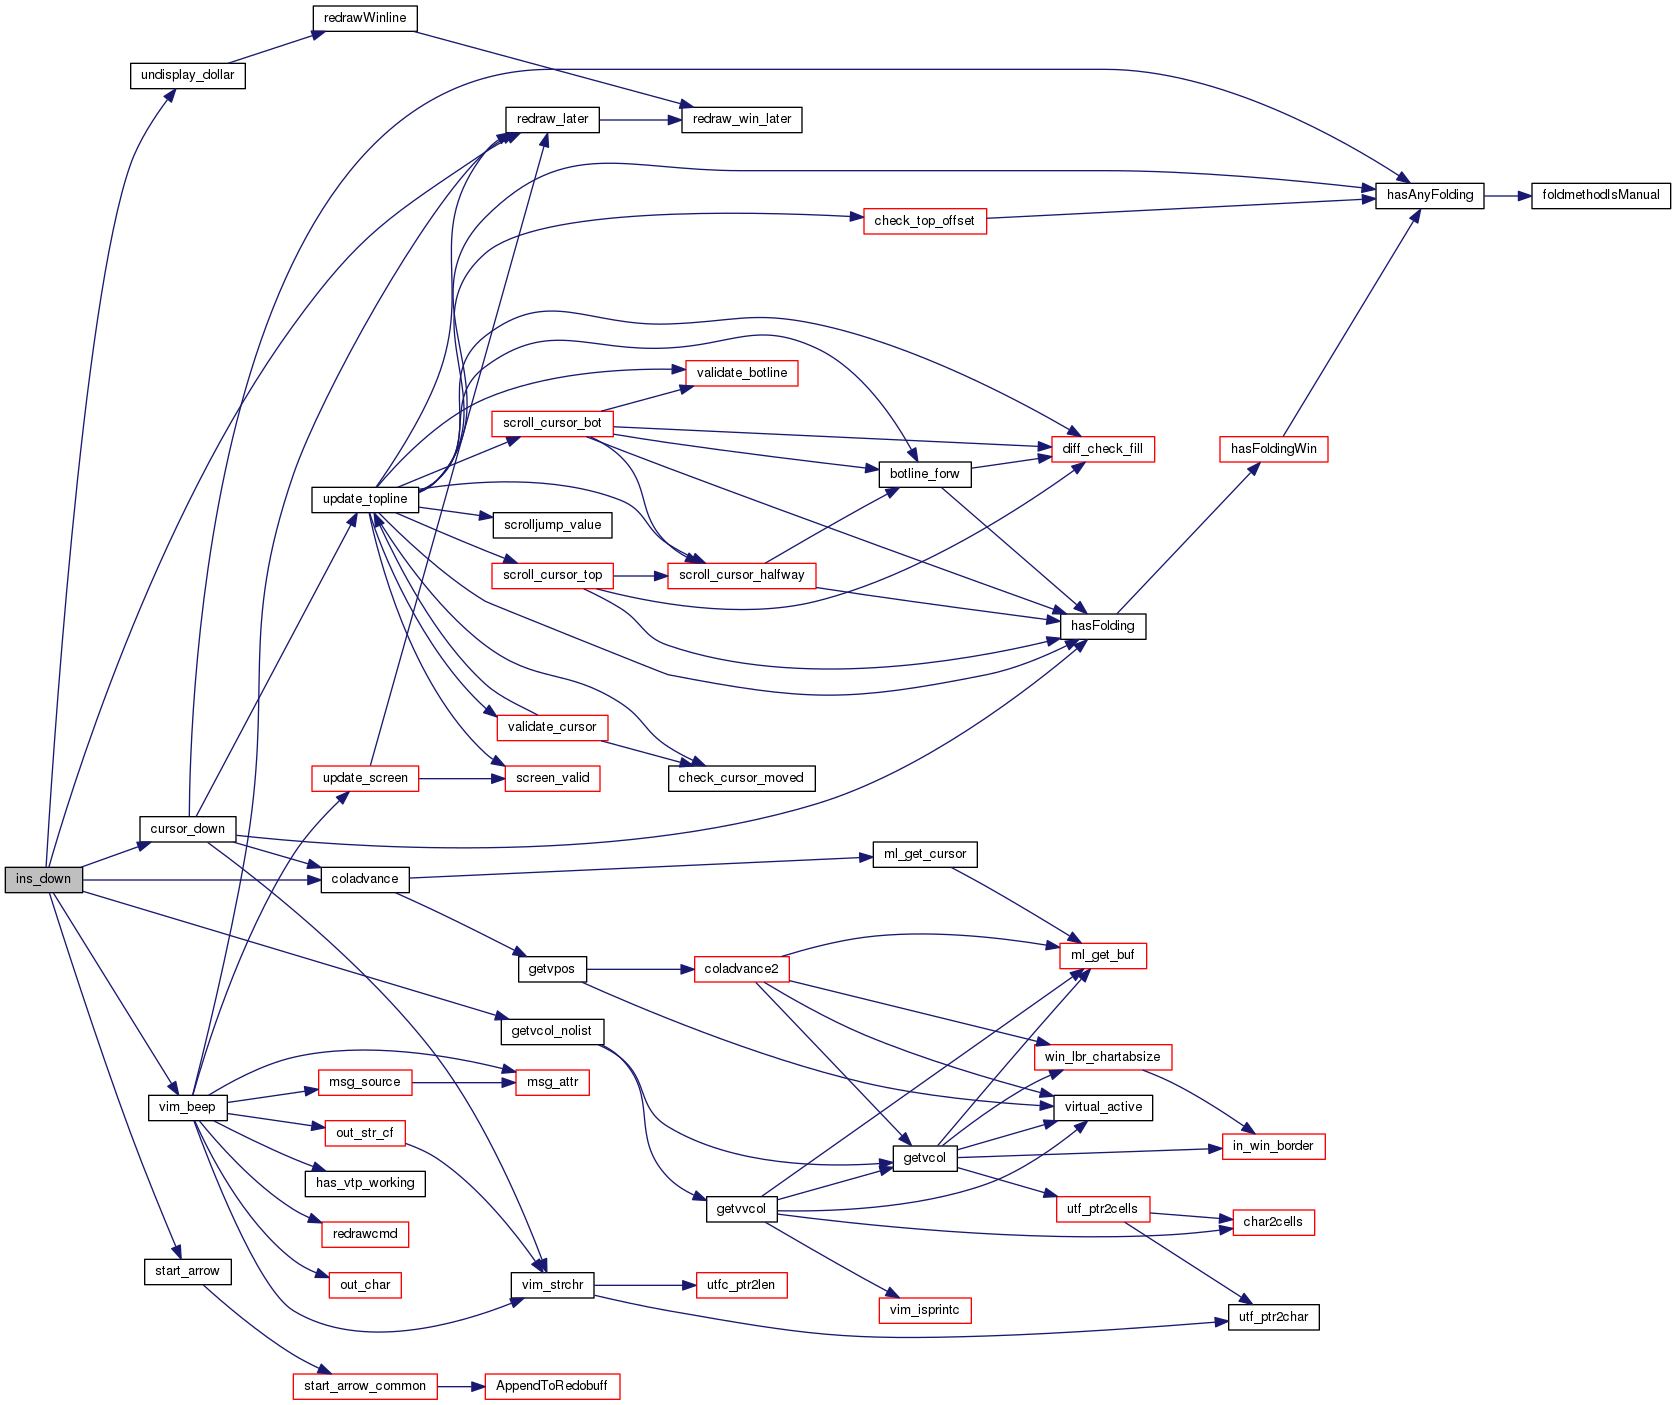 redrawWinline
undisplay_dollar
redraw_later
redraw_win_later
hasAnyFolding
foldmethodIsManual
check_top_offset
validate_botline
scroll_cursor_bot
diff_check_fill
hasFoldingWin
botline_forw
update_topline
scrolljump_value
scroll_cursor_top
scroll_cursor_halfway
hasFolding
validate_cursor
update_screen
screen_valid
check_cursor_moved
cursor_down
ins_down
coladvance
ml_get_cursor
getvpos
coladvance2
ml_get_buf
getvcol_nolist
win_lbr_chartabsize
msg_source
msg_attr
vim_beep
virtual_active
out_str_cf
in_win_border
getvcol
has_vtp_working
getvvcol
utf_ptr2cells
char2cells
redrawcmd
start_arrow
out_char
vim_strchr
utfc_ptr2len
vim_isprintc
utf_ptr2char
start_arrow_common
AppendToRedobuff